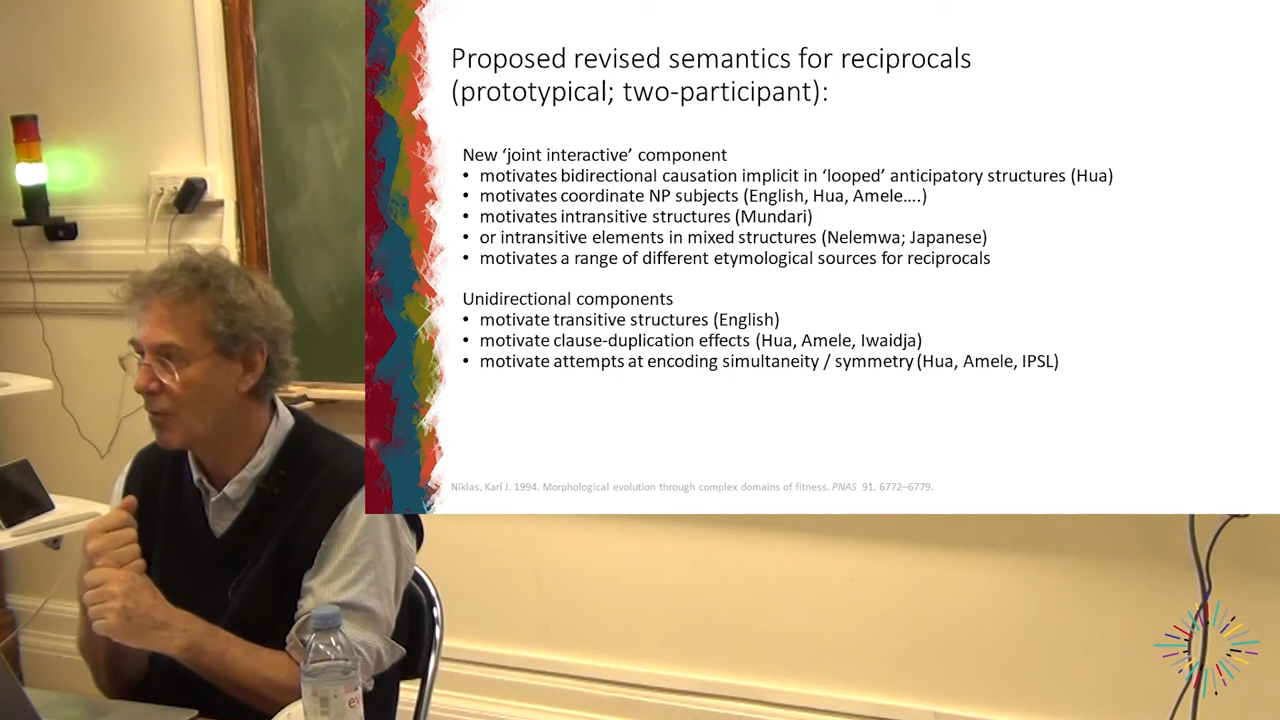 Proposed revised semantics for reciprocals
(prototypical; two-participant):
New ‘joint interactive’ component
• motivates bidirectional causation implicit in ‘looped’ anticipatory structures (Hua)
• motivates coordinate NP subjects (English, Hua, Amele….)
• motivates intransitive structures (Mundari)
• or intransitive elements in mixed structures (Nelemwa; Japanese)
• motivates a range of different etymological sources for reciprocals
Unidirectional components
• motivate transitive structures (English)
• motivate clause-duplication effects (Hua, Amele, Iwaidja)
• motivate attempts at encoding simultaneity / symmetry (Hua, Amele, IPSL)
Niklas, Karl J. 1994. Morphological evolution through complex domains of fitness. PNAS 91. 6772–6779.
ev